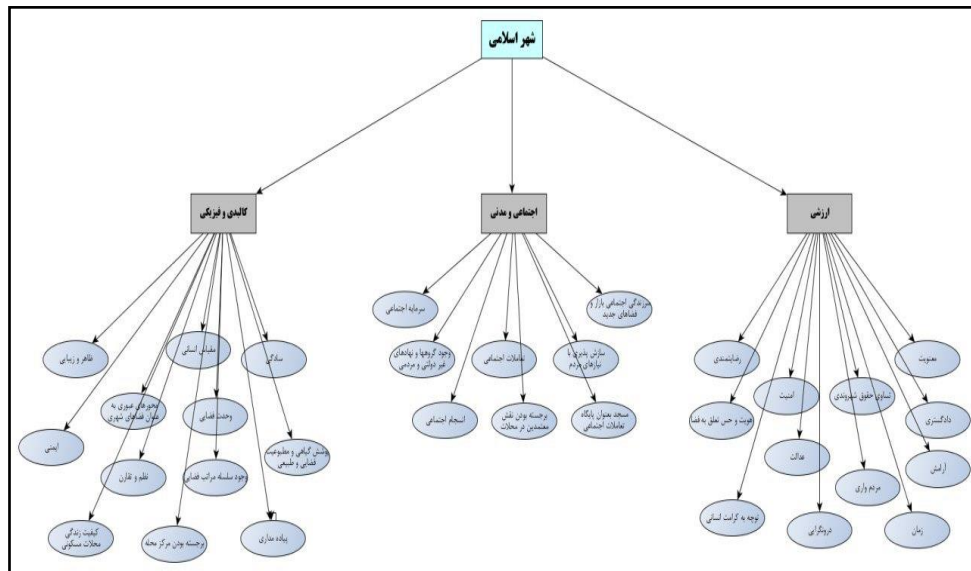 شهر اسلامی
ارزشی
اجتماعی و مدنی
کالبدی و فیزیکی
معنویت
تساوی حقوق شهروندی
دادگستری
امنیت
رضایتمندی
هویت و حس تعلق به فضا
آرامش
عدالت
مردم واری
توجه به کرامت انسانی
درونگرایی
زمان
سرزندگی اجتماعی بازار و
فضاهای جدید
سرمایه اجتماعی
سازش پذیری با
نیازهای مردم
تعاملات اجتماعی
وجود گروهها و نهادهای
غیر دولتی و مردمی
مسجد بعنوان پایگاه
تعاملات اجتماعی
برجسته بودن نقش
معتمدین در محلات
انسجام اجتماعی
سادگی
مقیاس انسانی
ظاهر و زیبایی
وحدت فضایی
محورهای عبوری به
عنوان فضاهای شهری
ایمنی
پوشش گیاهی و مطبوعیت
فضایی و طبیعی
وجود سلسله مراتب فضایی
نظم و تقارن
پیاده مداری
برجسته بودن مرکز محله
کیفیت زندگی
محلات مسکونی